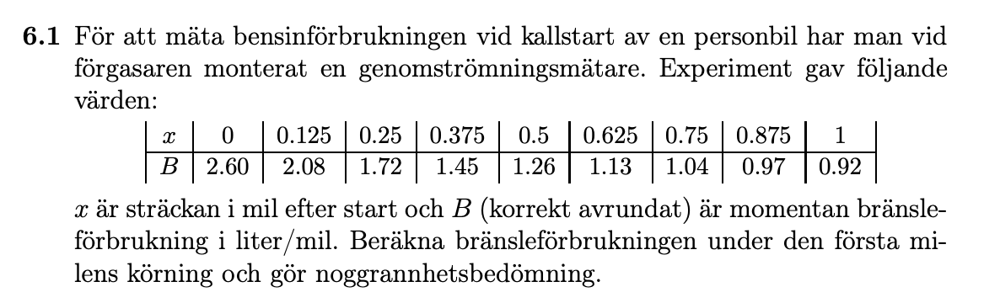 6.1 För att mäta bensinförbrukningen vid kallstart av en personbil har man vid
förgasaren monterat en genomströmningsmätare. Experiment gav följande
värden:
x 0 0.125 0.25 0.375 0.5 0.625 0.75 0.875 1
B 2.60 2.08 1.72 1.45 1.26 1.13 1.04 0.97 0.92
x är sträckan i mil efter start och B (korrekt avrundat) är momentan bränsle-
förbrukning i liter/mil. Beräkna bränsleförbrukningen under den första mi-
lens körning och gör noggrannhetsbedömning.